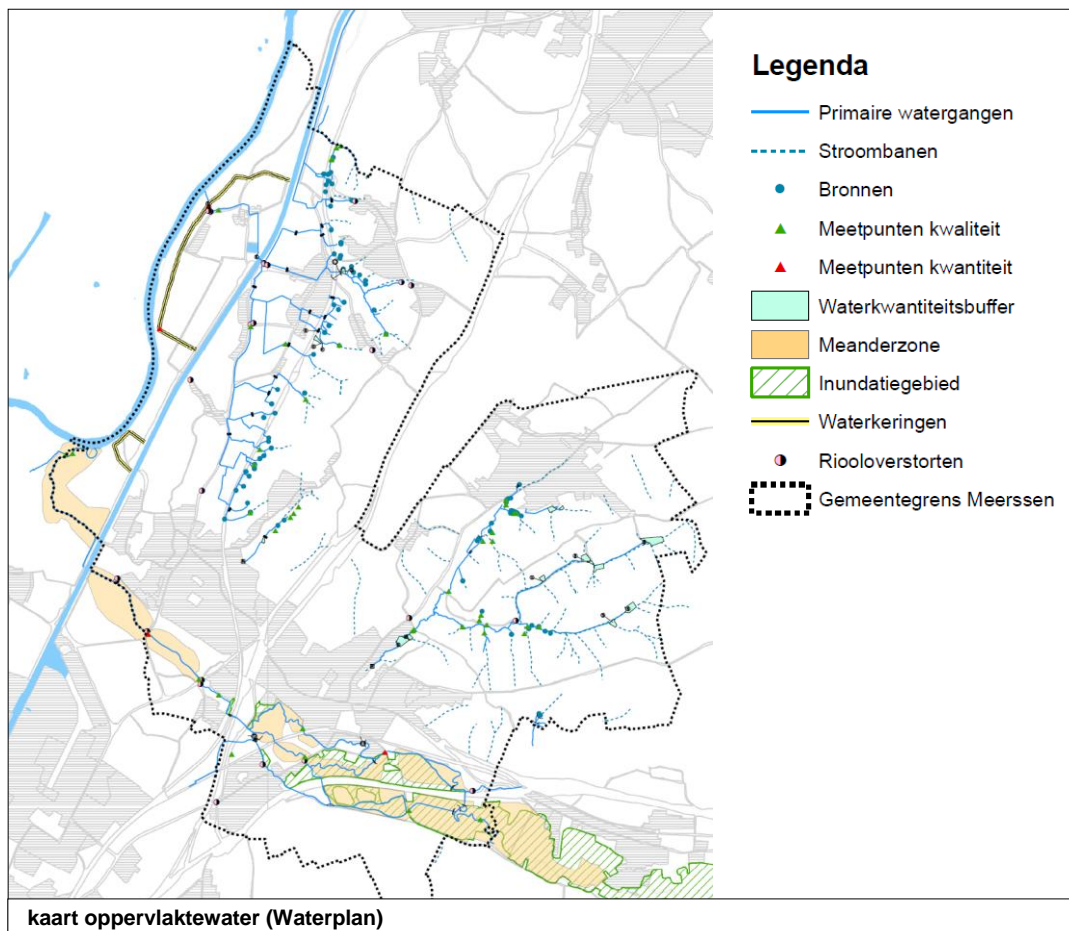 Legenda
Primaire watergangen
Stroombanen
Bronnen
Meetpunten kwaliteit
Meetpunten kwantiteit
Waterkwantiteitsbuffer
Meanderzone
Inundatiegebied
Waterkeringen
Riooloverstorten
Gemeentegrens Meerssen
kaart oppervlaktewater (Waterplan)